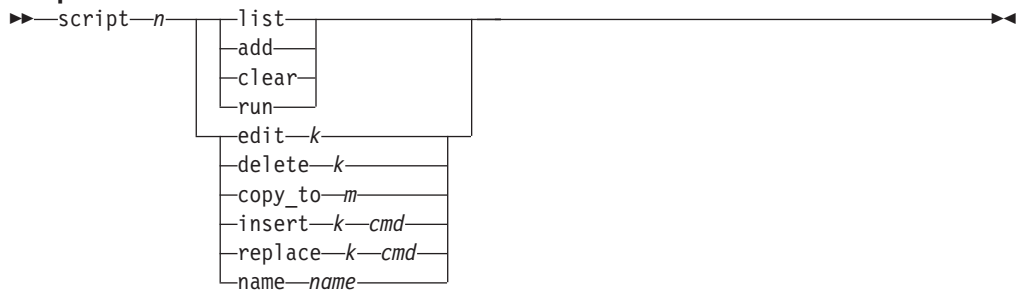 script n list
add
clear
run
edit k
delete k
copy_to m
insert k cmd
replace k cmd
name name